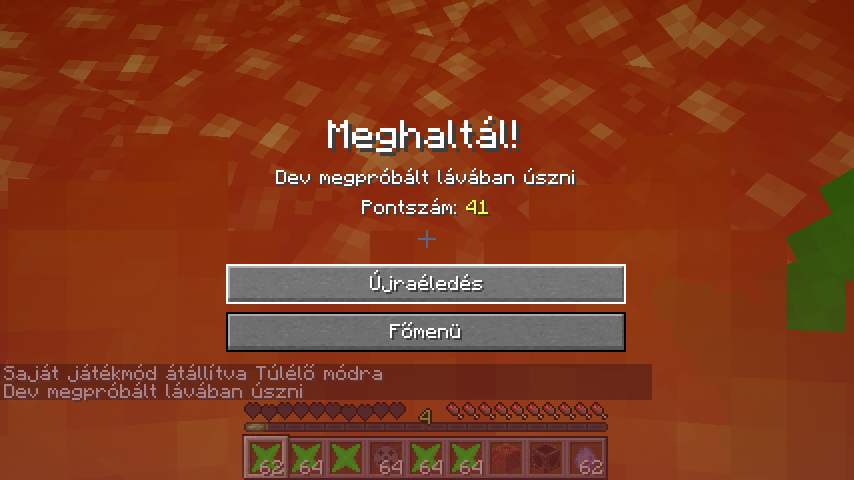 Meghaltál!
Dev megpróbált lávában úszni
Pontszám: 41
Újraéledés
Főmenü
Saját játékmód átállítva Túlélő módra
Dev megpróbált lávában úszni
4
62 64 64 64 64 62